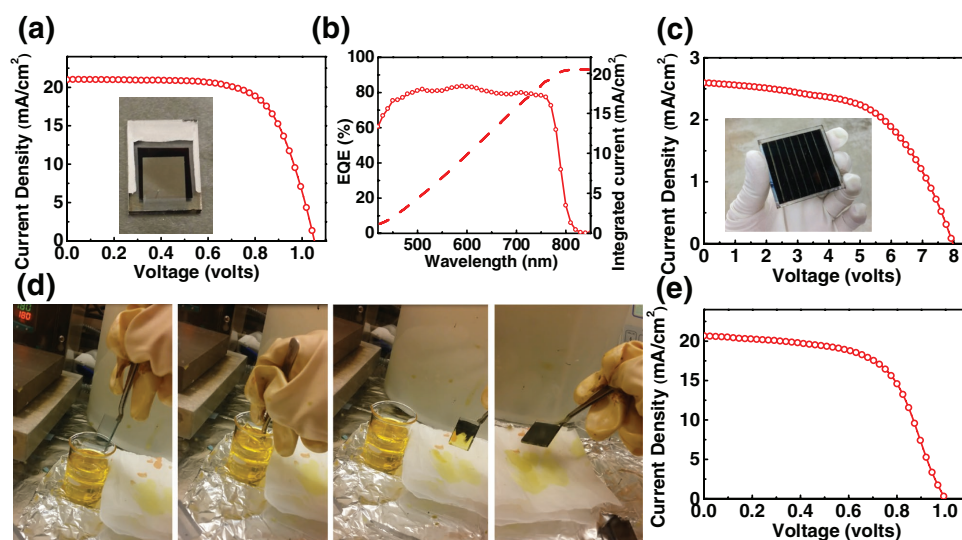 (a)
Current Density (mA/cm²)
25
20
15
10
5
0
0.0 0.2 0.4 0.6 0.8 1.0
Voltage (volts)
(b)
EQE (%)
100
80
60
40
20
0
500 600 700 800
Wavelength (nm)
Integrated current (mA/cm²)
20
15
10
5
0
(c)
Current Density (mA/cm²)
3
2
1
0
0 1 2 3 4 5 6 7 8
Voltage (volts)
(d)
180
(e)
Current Density (mA/cm²)
25
20
15
10
5
0
0.0 0.2 0.4 0.6 0.8 1.0
Voltage (volts)